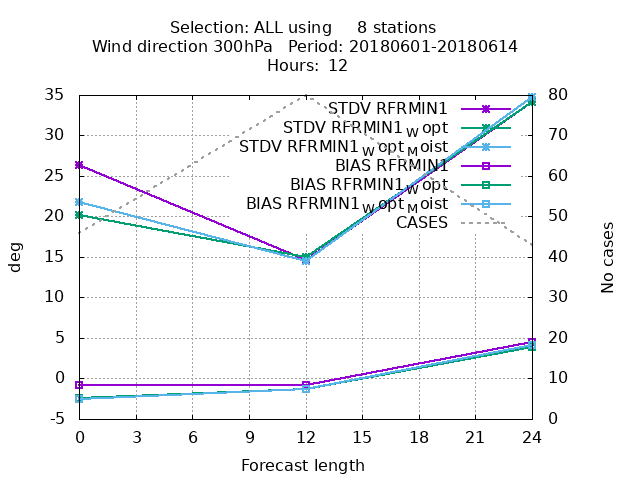 Selection: ALL using     8 stations
Wind direction 300hPa   Period: 20180601-20180614
Hours: 12
STDV RFRMIN1
STDV RFRMIN1_W opt
STDV RFRMIN1_W opt_M oist
BIAS RFRMIN1
BIAS RFRMIN1_W opt
BIAS RFRMIN1_W opt_M oist
CASES
35
30
25
20
15
10
5
0
-5
deg
80
70
60
50
40
30
20
10
0
No cases
0 3 6 9 12 15 18 21 24
Forecast length